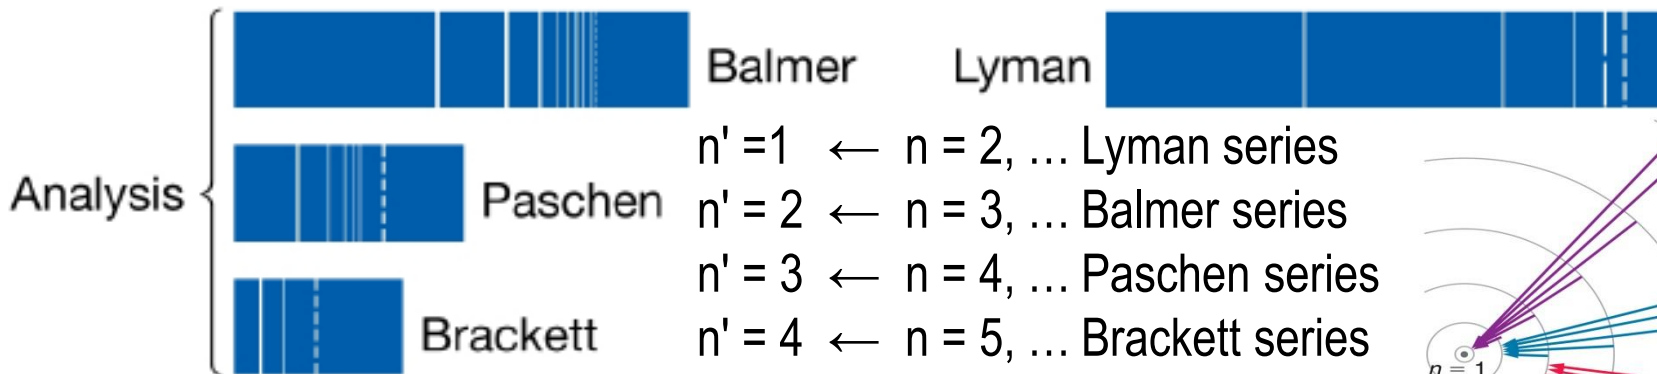 Balmer
Lyman
n' =1 ← n = 2, … Lyman series
Analysis
Paschen
n' = 2 ← n = 3, … Balmer series
n' = 3 ← n = 4, … Paschen series
Brackett
n' = 4 ← n = 5, … Brackett series
n = 1